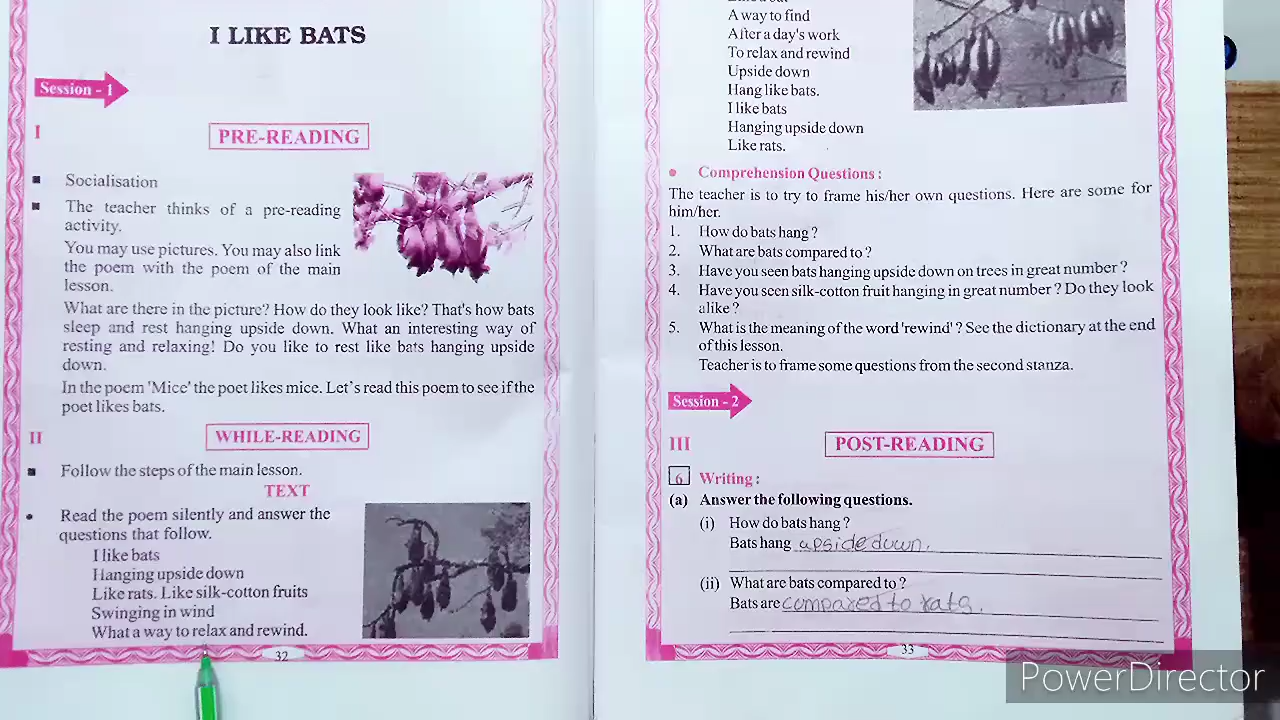 I LIKE BATS
Session - 1
I
PRE-READING
■ Socialisation
■ The teacher thinks of a pre-reading
activity.
You may use pictures. You may also link
the poem with the poem of the main
lesson.
What are there in the picture? How do they look like? That's how bats
sleep and rest hanging upside down. What an interesting way of
resting and relaxing! Do you like to rest like bats hanging upside
down.
In the poem 'Mice' the poet likes mice. Let's read this poem to see if the
poet likes bats.
II
WHILE-READING
■ Follow the steps of the main lesson.
TEXT
• Read the poem silently and answer the
questions that follow.
I like bats
Hanging upside down
Like rats. Like silk-cotton fruits
Swinging in wind
What a way to relax and rewind.
32
A way to find
After a day's work
To relax and rewind
Upside down
Hang like bats.
I like bats
Hanging upside down
Like rats.
• Comprehension Questions :
The teacher is to try to frame his/her own questions. Here are some for
him/her.
1. How do bats hang ?
2. What are bats compared to ?
3. Have you seen bats hanging upside down on trees in great number ?
4. Have you seen silk-cotton fruit hanging in great number ? Do they look
alike ?
5. What is the meaning of the word 'rewind' ? See the dictionary at the end
of this lesson.
Teacher is to frame some questions from the second stanza.
Session - 2
III
POST-READING
6 Writing :
(a) Answer the following questions.
(i) How do bats hang ?
Bats hang upside down.
(ii) What are bats compared to ?
Bats are compared to rats.
33
PowerDirector